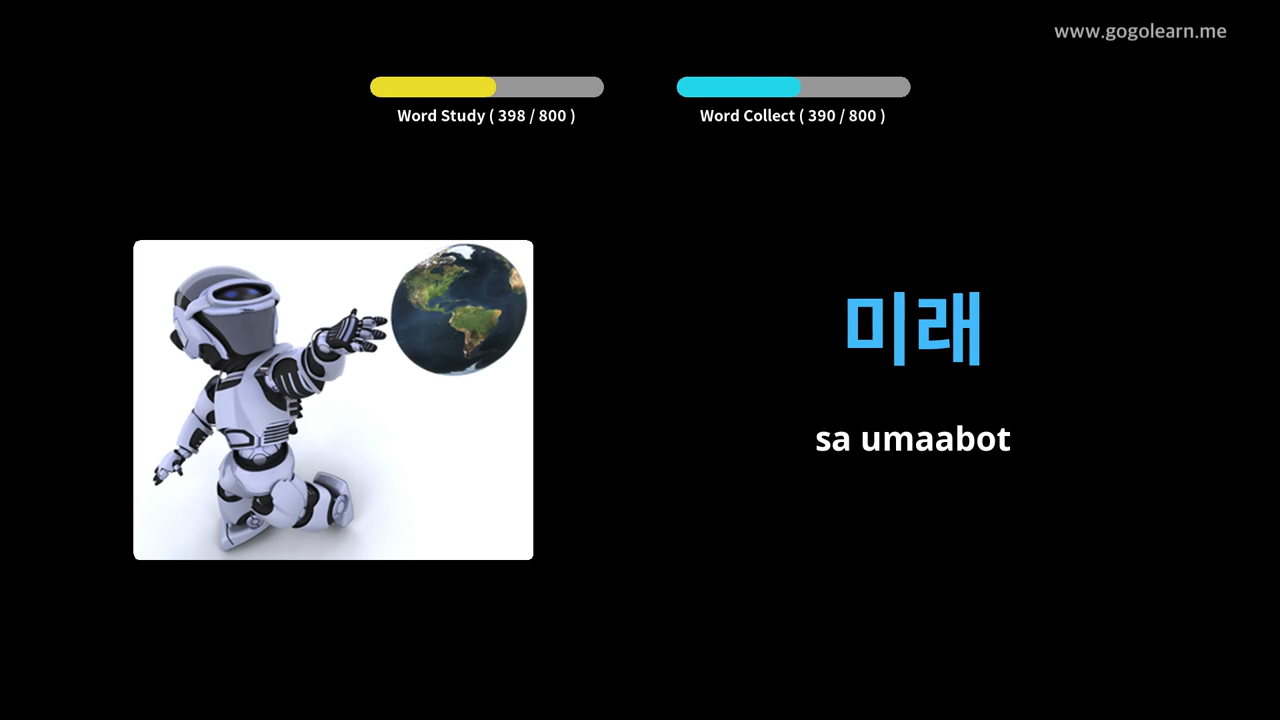 www.gogolearn.me
Word Study ( 398 / 800 )
Word Collect ( 390 / 800 )
미래
sa umaabot